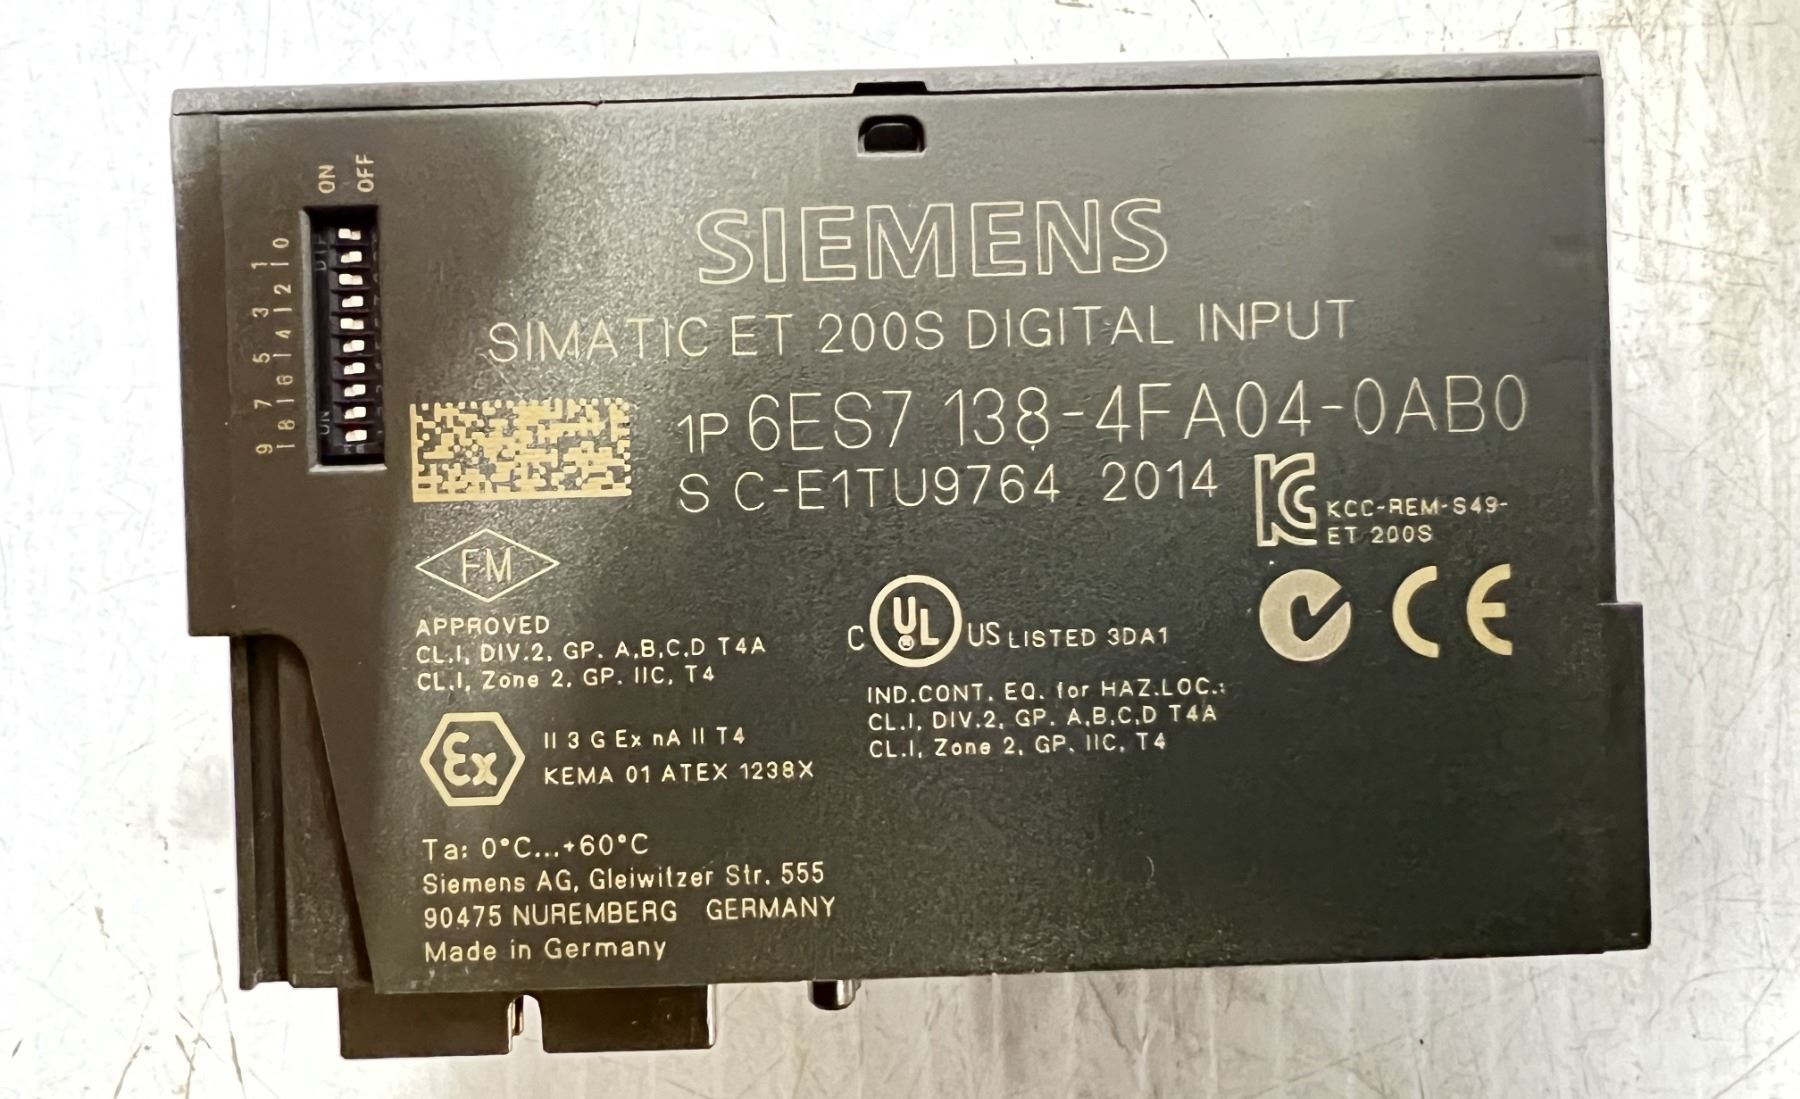 ON
OFF
9 7 5 3 1
8 6 4 2 0
SIEMENS
SIMATIC ET 200S DIGITAL INPUT
1P 6ES7 138-4FA04-0AB0
S C-E1TU9764 2014
KCC-REM-S49-
ET 200S
FM
APPROVED
CL.I, DIV.2, GP. A,B,C,D T4A
CL.I, Zone 2, GP. IIC, T4
C UL US LISTED 3DA1
CE
IND.CONT. EQ. for HAZ.LOC.:
CL.I, DIV.2, GP. A,B,C,D T4A
CL.I, Zone 2, GP. IIC, T4
Ex
II 3 G Ex nA II T4
KEMA 01 ATEX 1238X
Ta: 0°C...+60°C
Siemens AG, Gleiwitzer Str. 555
90475 NUREMBERG GERMANY
Made in Germany